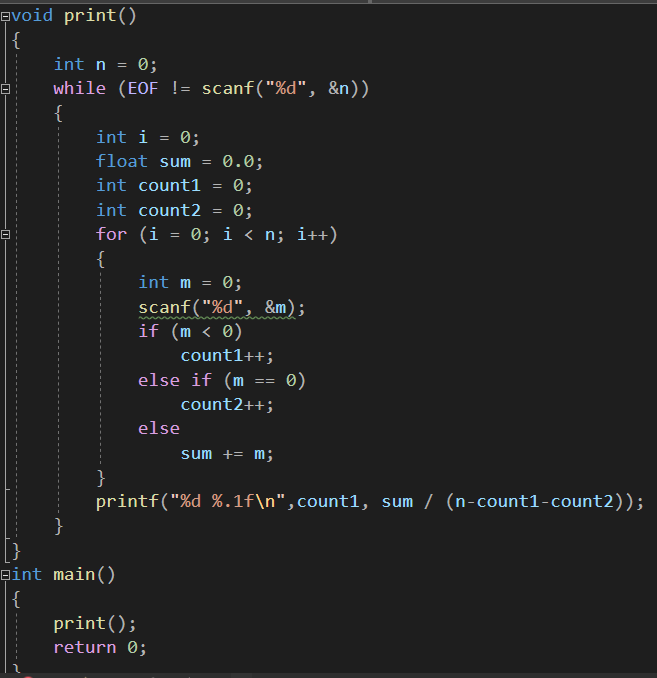 void print()
{
    int n = 0;
    while (EOF != scanf("%d", &n))
    {
        int i = 0;
        float sum = 0.0;
        int count1 = 0;
        int count2 = 0;
        for (i = 0; i < n; i++)
        {
            int m = 0;
            scanf("%d", &m);
            if (m < 0)
                count1++;
            else if (m == 0)
                count2++;
            else
                sum += m;
        }
        printf("%d %.1f\n",count1, sum / (n-count1-count2));
    }
}
int main()
{
    print();
    return 0;
}